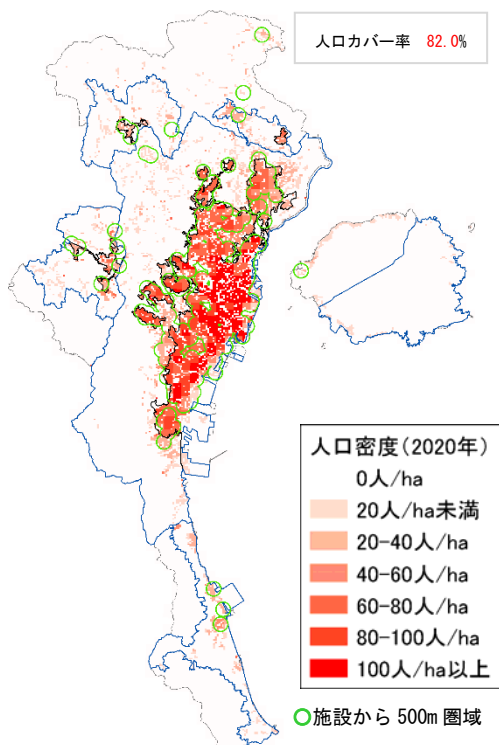 人口カバー率 82.0%
人口密度(2020年)
0人/ha
20人/ha未満
20-40人/ha
40-60人/ha
60-80人/ha
80-100人/ha
100人/ha以上
施設から500m圏域